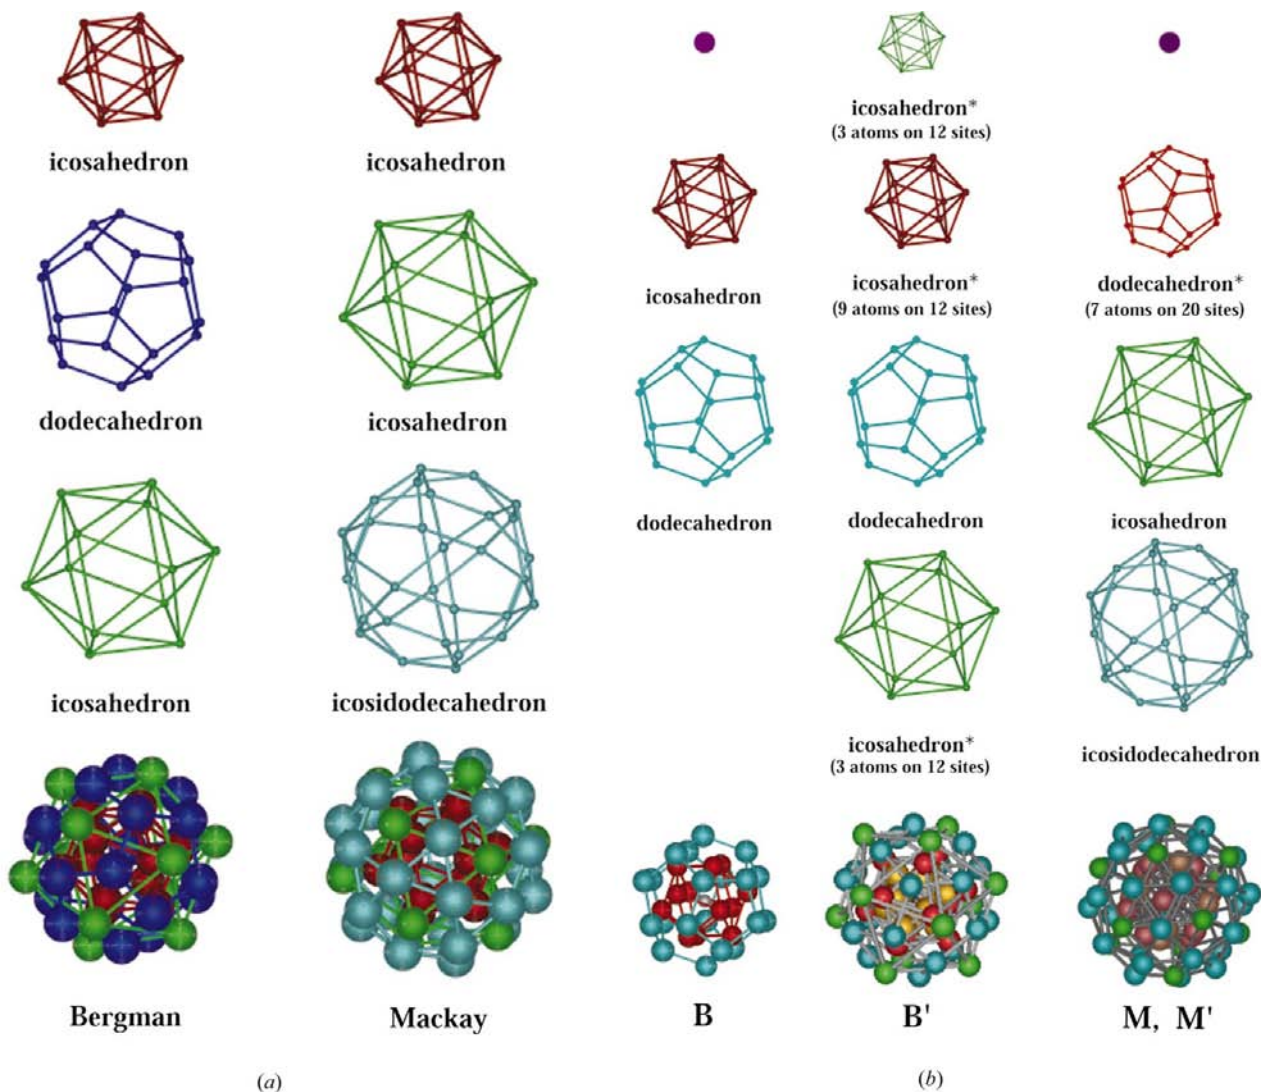 icosahedron
dodecahedron
icosahedron
Bergman
icosahedron
icosahedron
icosidodecahedron
Mackay
(a)
icosahedron
dodecahedron
B
icosahedron*
(3 atoms on 12 sites)
icosahedron*
(9 atoms on 12 sites)
dodecahedron
icosahedron*
(3 atoms on 12 sites)
B'
dodecahedron*
(7 atoms on 20 sites)
icosahedron
icosidodecahedron
M, M'
(b)